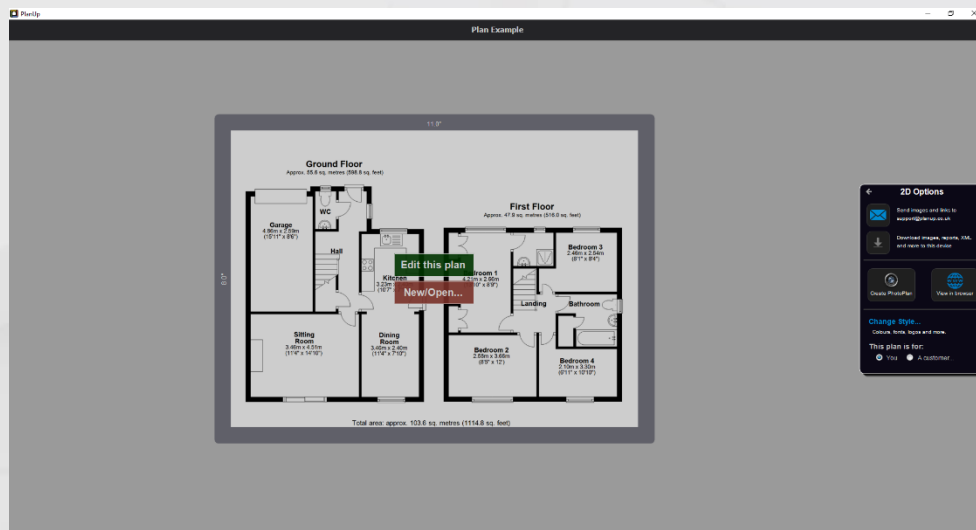 PlanUp
Plan Example
11.0"
8.0"
Ground Floor
Approx. 55.6 sq. metres (598.8 sq. feet)
WC
Garage
4.86m x 2.59m
(15'11" x 8'6")
Hall
Kitchen
3.23m
Sitting
Room
3.46m x 4.51m
(11'4" x 14'10")
Dining
Room
3.45m x 2.40m
(11'4" x 7'10")
Edit this plan
New/Open...
First Floor
Approx. 47.9 sq. metres (516.0 sq. feet)
Bedroom 3
2.46m x 2.54m
(8'1" x 8'4")
Landing
Bathroom
Bedroom 2
2.65m x 3.66m
(8'8" x 12')
Bedroom 4
2.10m x 3.30m
(6'11" x 10'10")
Total area: approx. 103.6 sq. metres (1114.8 sq. feet)
2D Options
Send images and links to
support@planup.co.uk
Download images, reports, XML
and more to this device
Create PhotoPlan
View in browser
Change Style...
Colours, fonts, logos and more.
This plan is for:
You
A customer